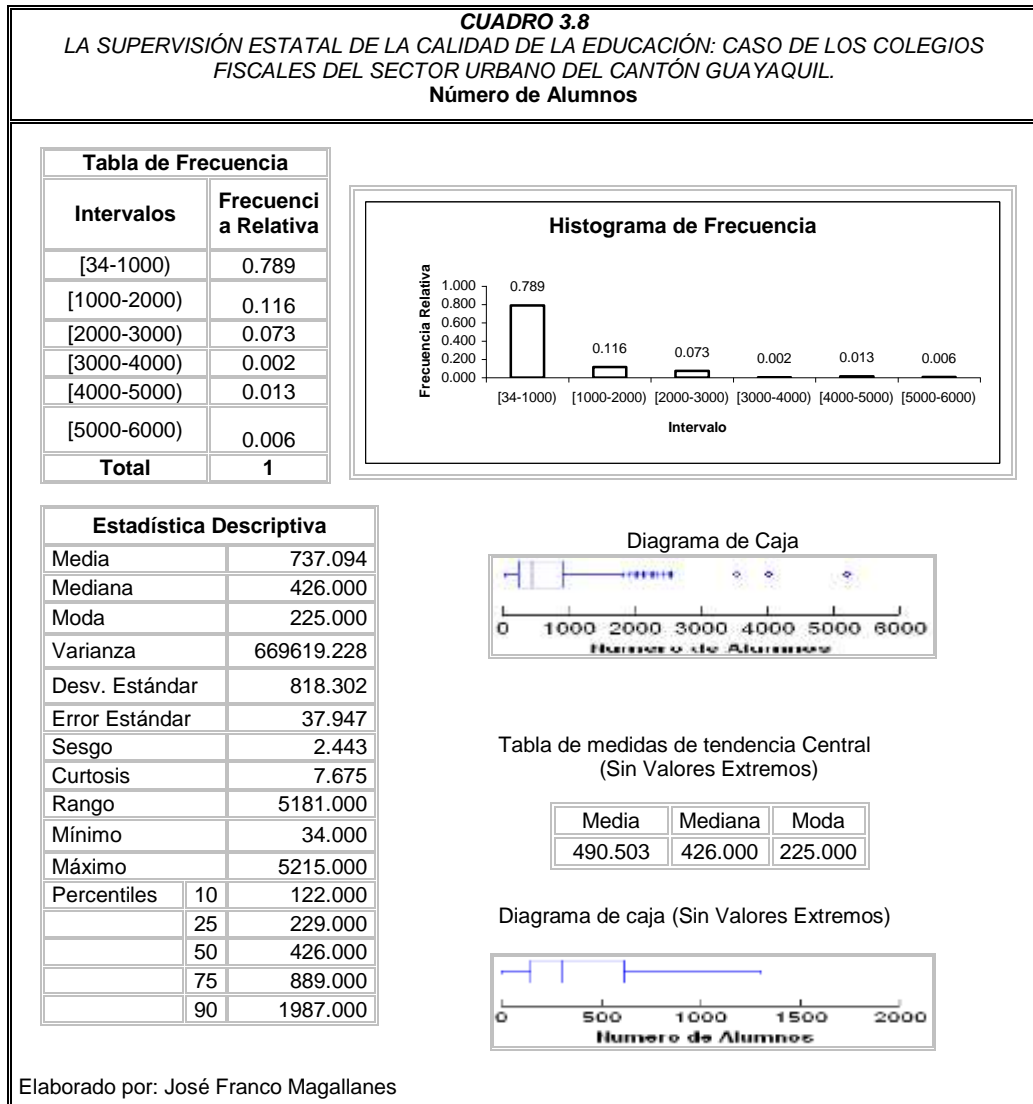 CUADRO 3.8
LA SUPERVISIÓN ESTATAL DE LA CALIDAD DE LA EDUCACIÓN: CASO DE LOS COLEGIOS
FISCALES DEL SECTOR URBANO DEL CANTÓN GUAYAQUIL.
Número de Alumnos
Tabla de Frecuencia
Intervalos Frecuenci
a Relativa
[34-1000) 0.789
[1000-2000) 0.116
[2000-3000) 0.073
[3000-4000) 0.002
[4000-5000) 0.013
[5000-6000) 0.006
Total 1
Histograma de Frecuencia
Frecuencia Relativa
1.000
0.800
0.600
0.400
0.200
0.000
0.789 0.116 0.073 0.002 0.013 0.006
[34-1000) [1000-2000) [2000-3000) [3000-4000) [4000-5000) [5000-6000)
Intervalo
Estadística Descriptiva
Media 737.094
Mediana 426.000
Moda 225.000
Varianza 669619.228
Desv. Estándar 818.302
Error Estándar 37.947
Sesgo 2.443
Curtosis 7.675
Rango 5181.000
Mínimo 34.000
Máximo 5215.000
Percentiles 10 122.000
25 229.000
50 426.000
75 889.000
90 1987.000
Diagrama de Caja
0 1000 2000 3000 4000 5000 6000
Numero de Alumnos
Tabla de medidas de tendencia Central
(Sin Valores Extremos)
Media Mediana Moda
490.503 426.000 225.000
Diagrama de caja (Sin Valores Extremos)
0 500 1000 1500 2000
Numero de Alumnos
Elaborado por: José Franco Magallanes